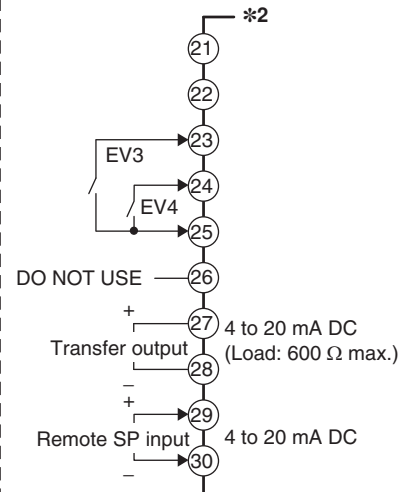 ✻2
21
22
23
EV3
24
EV4
25
DO NOT USE 26
+
27 4 to 20 mA DC
Transfer output (Load: 600 Ω max.)
28
–
+
29
Remote SP input 4 to 20 mA DC
30
–